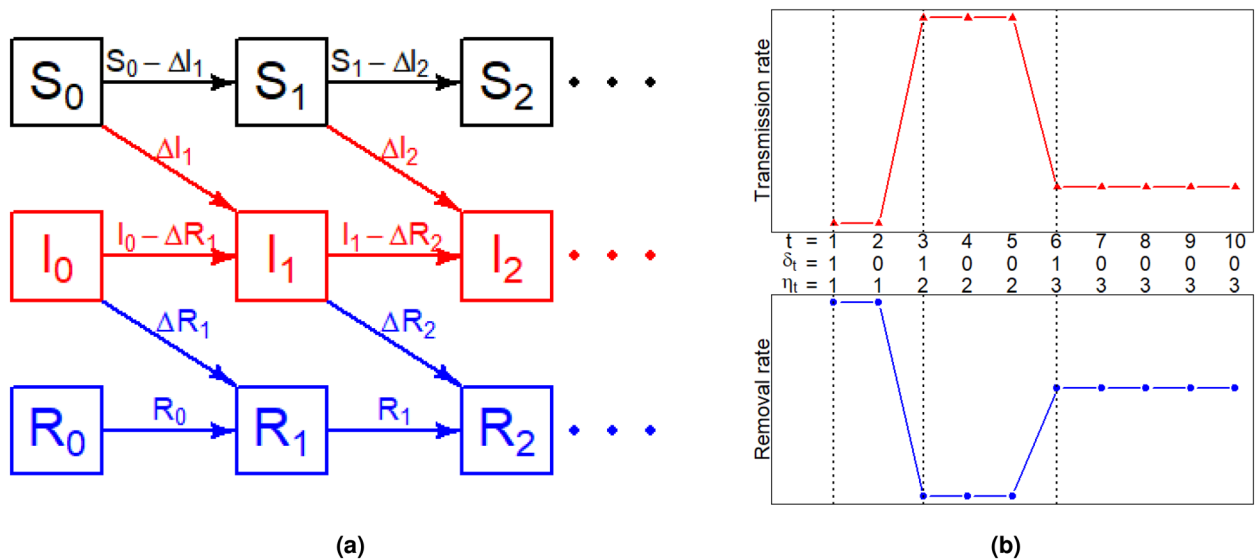 S₀ S₀ – ΔI₁ S₁ S₁ – ΔI₂ S₂
ΔI₁ ΔI₂
I₀ I₀ – ΔR₁ I₁ I₁ – ΔR₂ I₂
ΔR₁ ΔR₂
R₀ R₀ R₁ R₁ R₂
(a)
Transmission rate
t = 1 2 3 4 5 6 7 8 9 10
δₜ = 1 0 1 0 0 1 0 0 0 0
ηₜ = 1 1 2 2 2 3 3 3 3 3
Removal rate
(b)